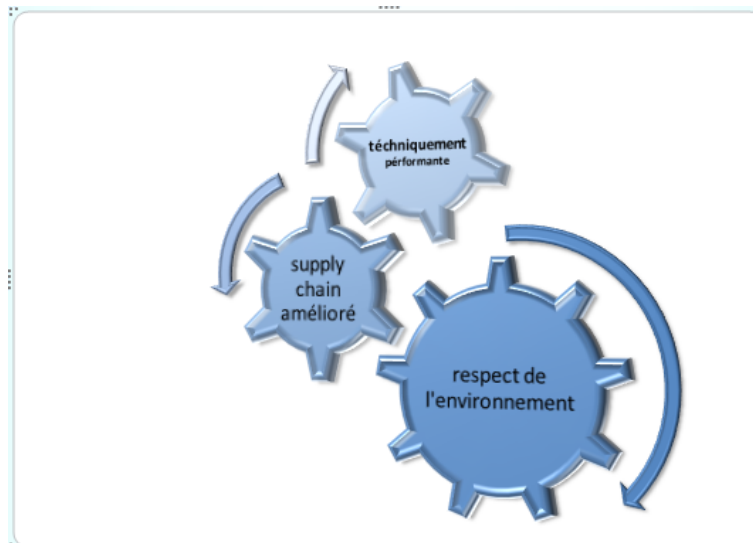 téchniquement
pérformante
supply
chain
amélioré
respect de
l'environnement